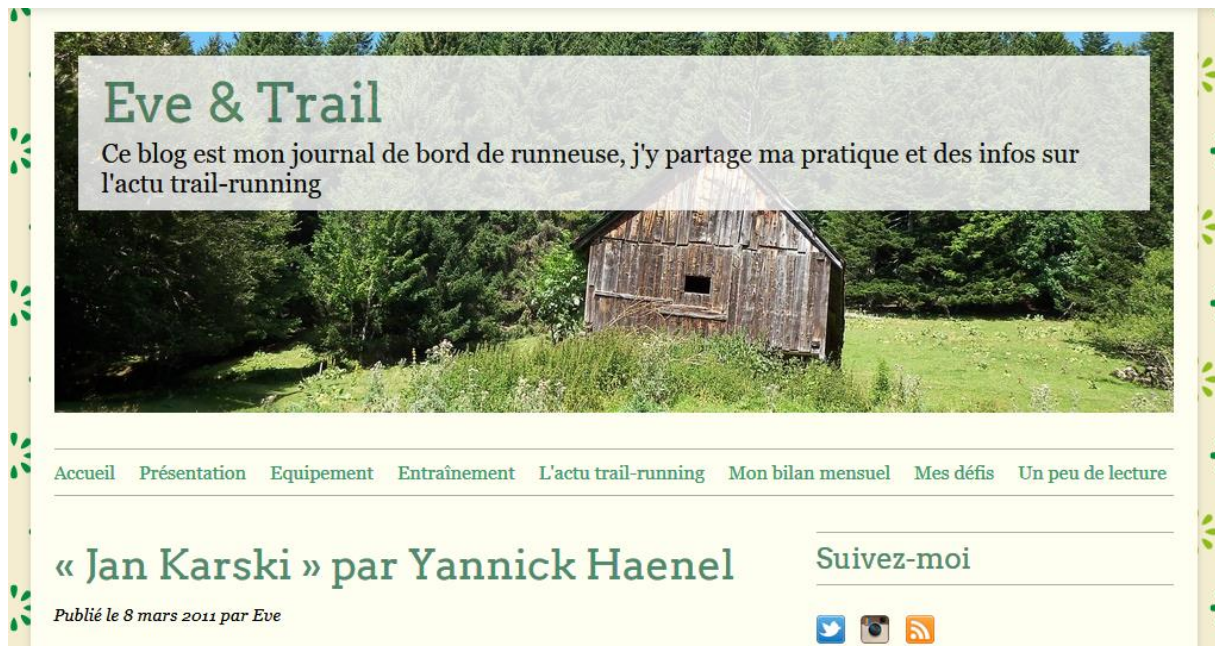 Eve & Trail
Ce blog est mon journal de bord de runneuse, j'y partage ma pratique et des infos sur
l'actu trail-running
Accueil Présentation Equipement Entraînement L'actu trail-running Mon bilan mensuel Mes défis Un peu de lecture
« Jan Karski » par Yannick Haenel
Publié le 8 mars 2011 par Eve
Suivez-moi